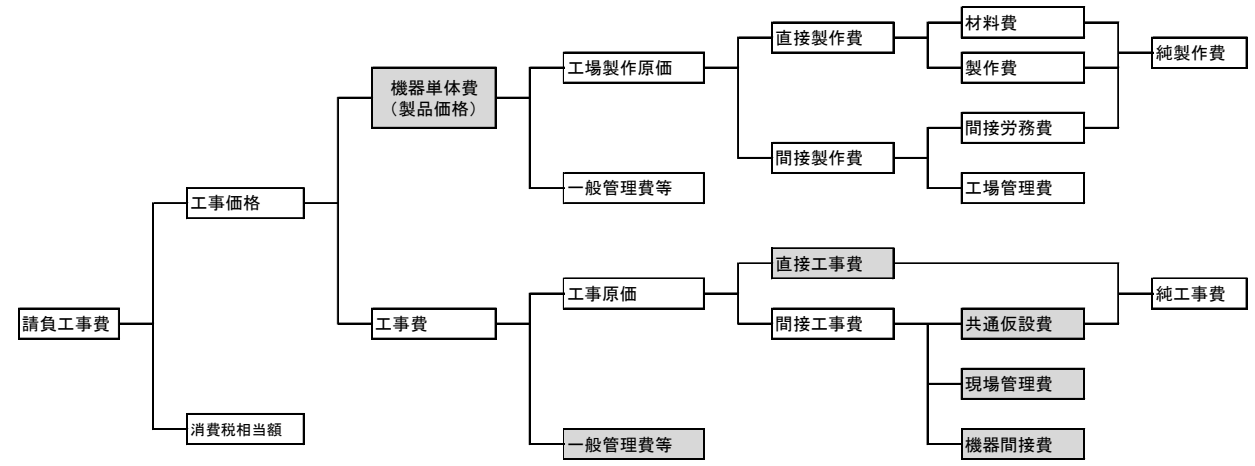 材料費
直接製作費
純製作費
工場製作原価
製作費
機器単体費
（製品価格）
間接労務費
間接製作費
一般管理費等
工場管理費
工事価格
直接工事費
工事原価
純工事費
請負工事費
工事費
間接工事費
共通仮設費
現場管理費
消費税相当額
一般管理費等
機器間接費